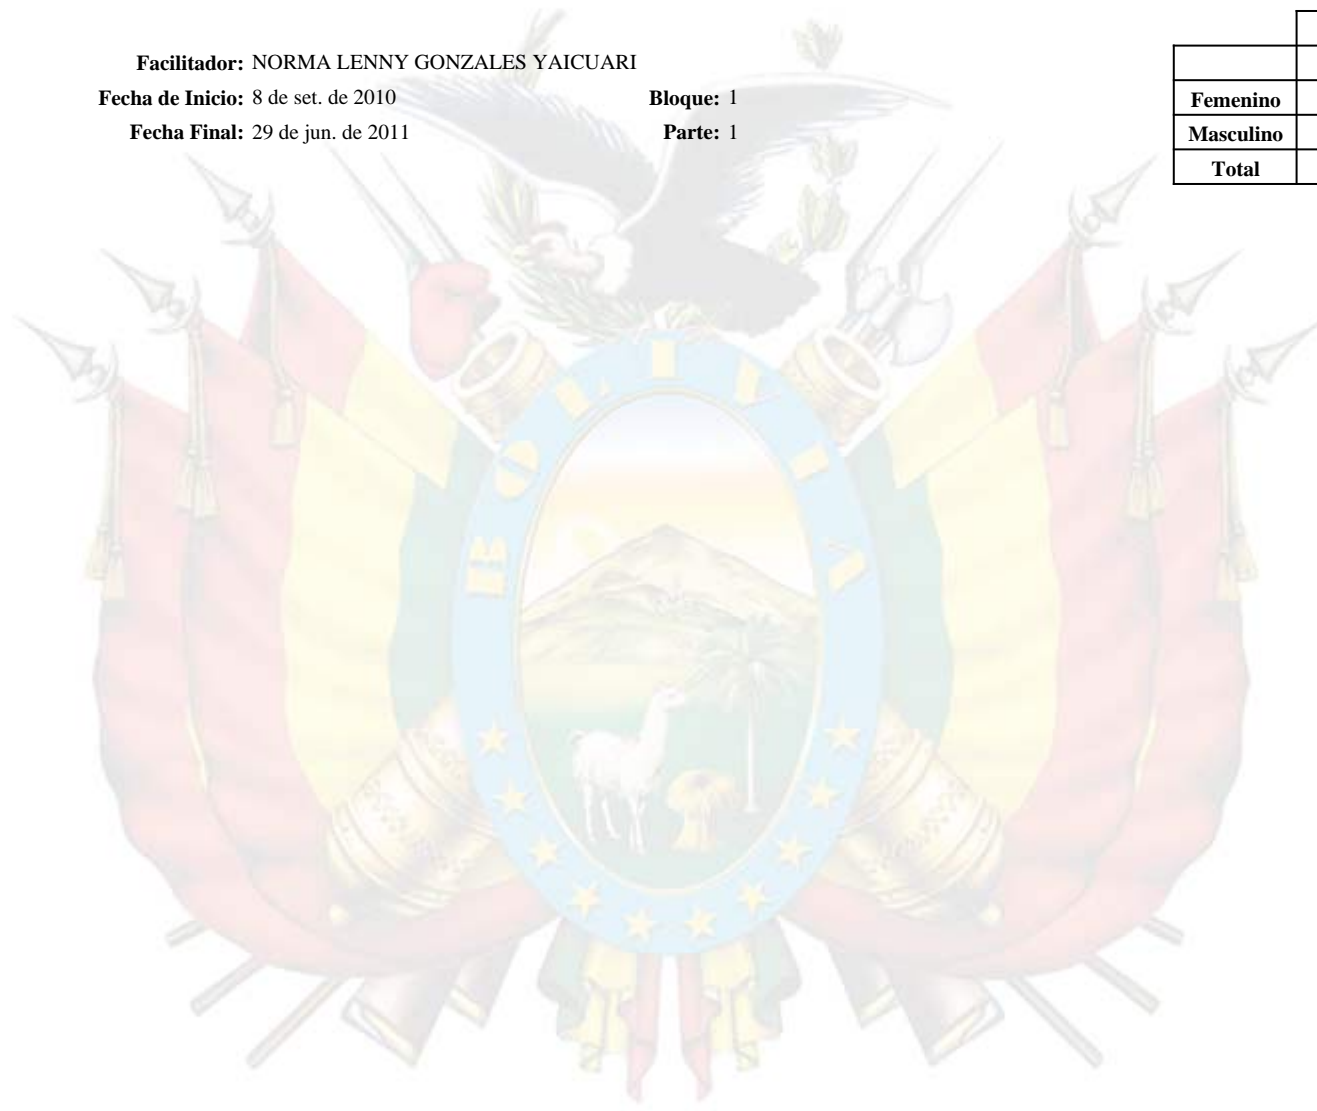 Facilitador: NORMA LENNY GONZALES YAICUARI
Fecha de Inicio: 8 de set. de 2010 Bloque: 1
Fecha Final: 29 de jun. de 2011 Parte: 1
Femenino
Masculino
Total
BOLIVIA